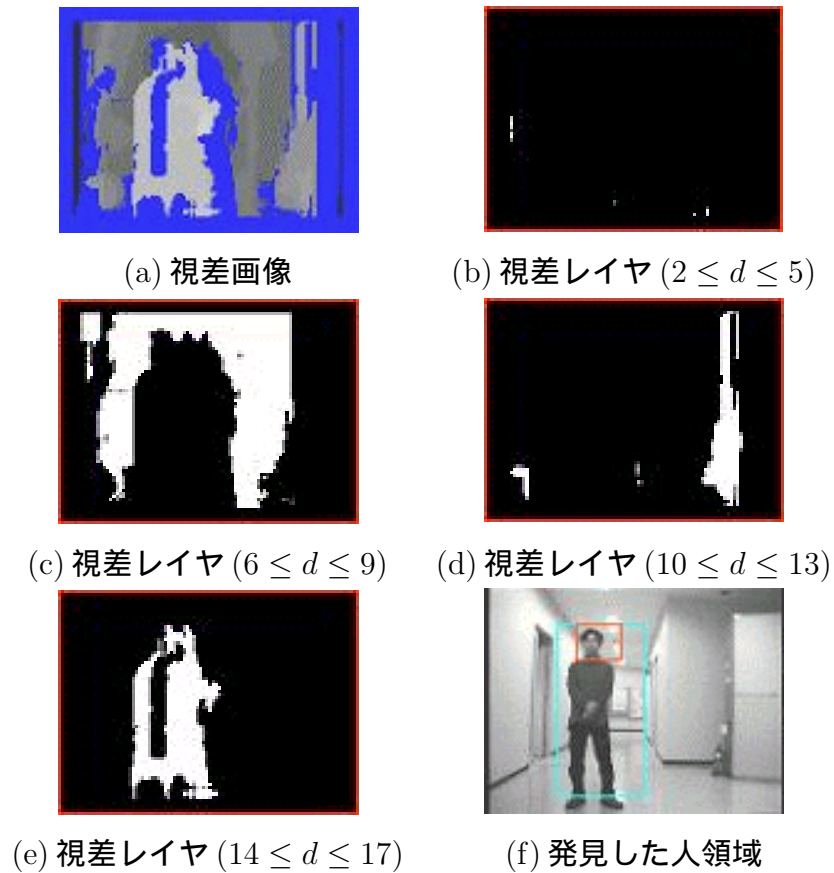 (a) 視差画像
(b) 視差レイヤ (2 ≤ d ≤ 5)
(c) 視差レイヤ (6 ≤ d ≤ 9)
(d) 視差レイヤ (10 ≤ d ≤ 13)
(e) 視差レイヤ (14 ≤ d ≤ 17)
(f) 発見した人領域